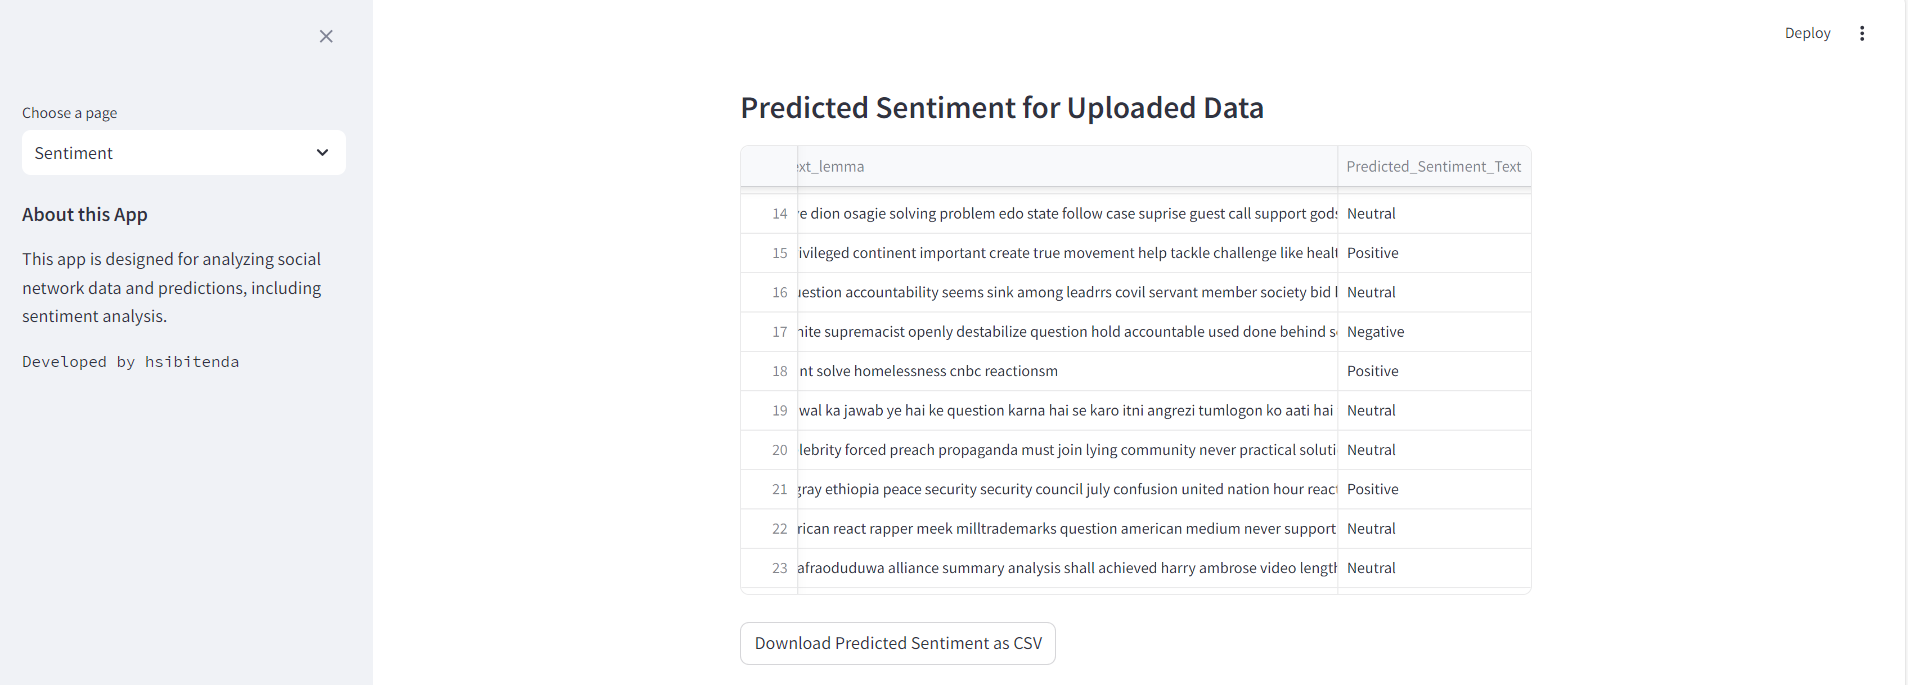 Deploy
Choose a page
Sentiment
About this App
This app is designed for analyzing social
network data and predictions, including
sentiment analysis.
Developed by hsibitenda
Predicted Sentiment for Uploaded Data
ext_lemma Predicted_Sentiment_Text
14 e dion osagie solving problem edo state follow case suprise guest call support gods Neutral
15 ivileged continent important create true movement help tackle challenge like healt Positive
16 uestion accountability seems sink among leadrrs covil servant member society bid Neutral
17 hite supremacist openly destabilize question hold accountable used done behind s Negative
18 nt solve homelessness cnbc reactionsm Positive
19 wal ka jawab ye hai ke question karna hai se karo itni angrezi tumlogon ko aati hai Neutral
20 lebrity forced preach propaganda must join lying community never practical soluti Neutral
21 gray ethiopia peace security security council july confusion united nation hour react Positive
22 rican react rapper meek milltrademarks question american medium never support Neutral
23 afraoduduwa alliance summary analysis shall achieved harry ambrose video length Neutral
Download Predicted Sentiment as CSV